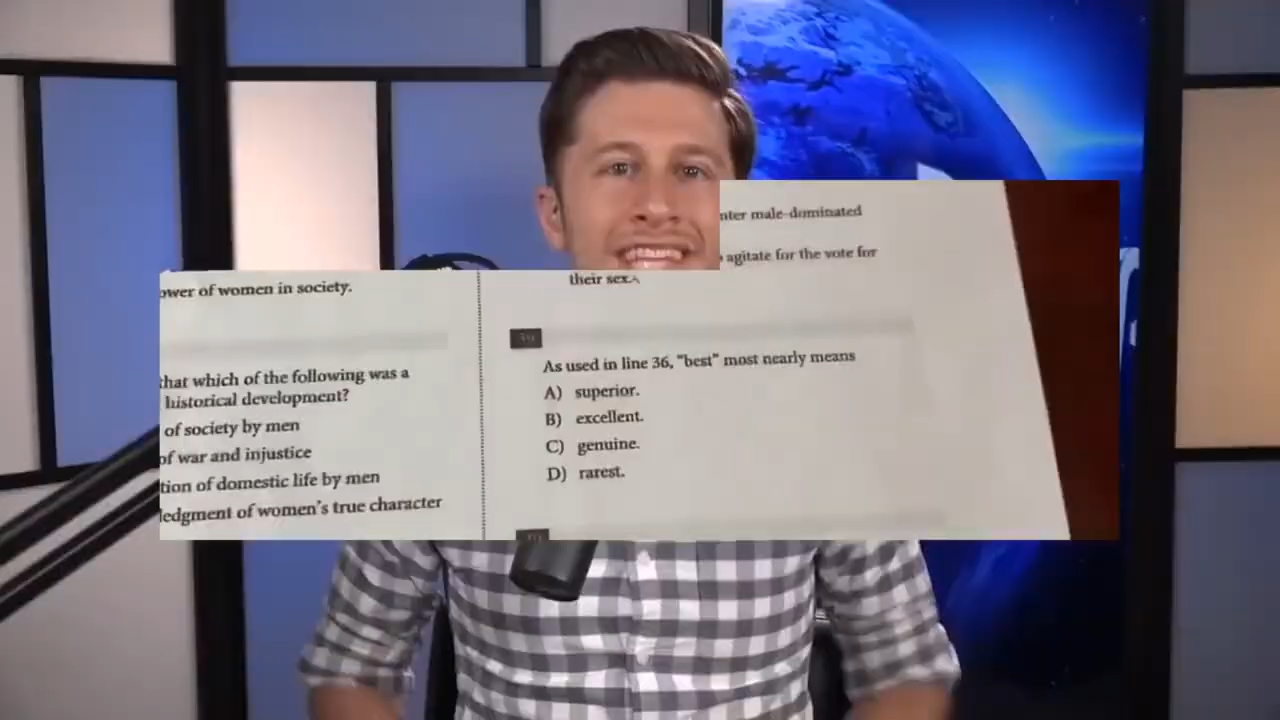 nter male-dominated
agitate for the vote for
their sex.
ower of women in society.
that which of the following was a
historical development?
of society by men
of war and injustice
tion of domestic life by men
ledgment of women's true character
As used in line 36, "best" most nearly means
A) superior.
B) excellent.
C) genuine.
D) rarest.